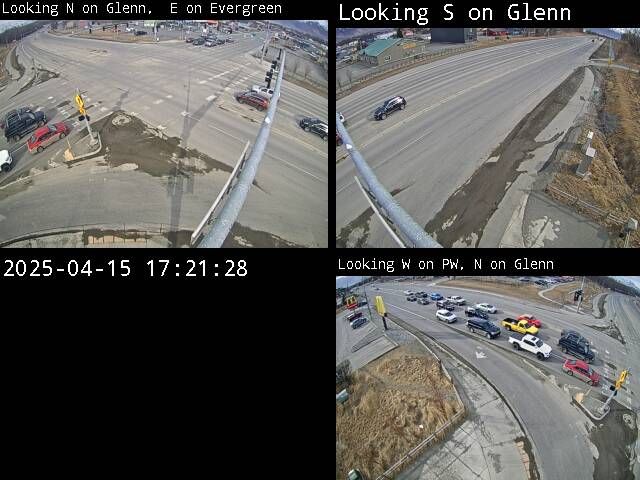 Looking N on Glenn,  E on Evergreen
Looking S on Glenn
2025-04-15 17:21:28
Looking W on PW, N on Glenn